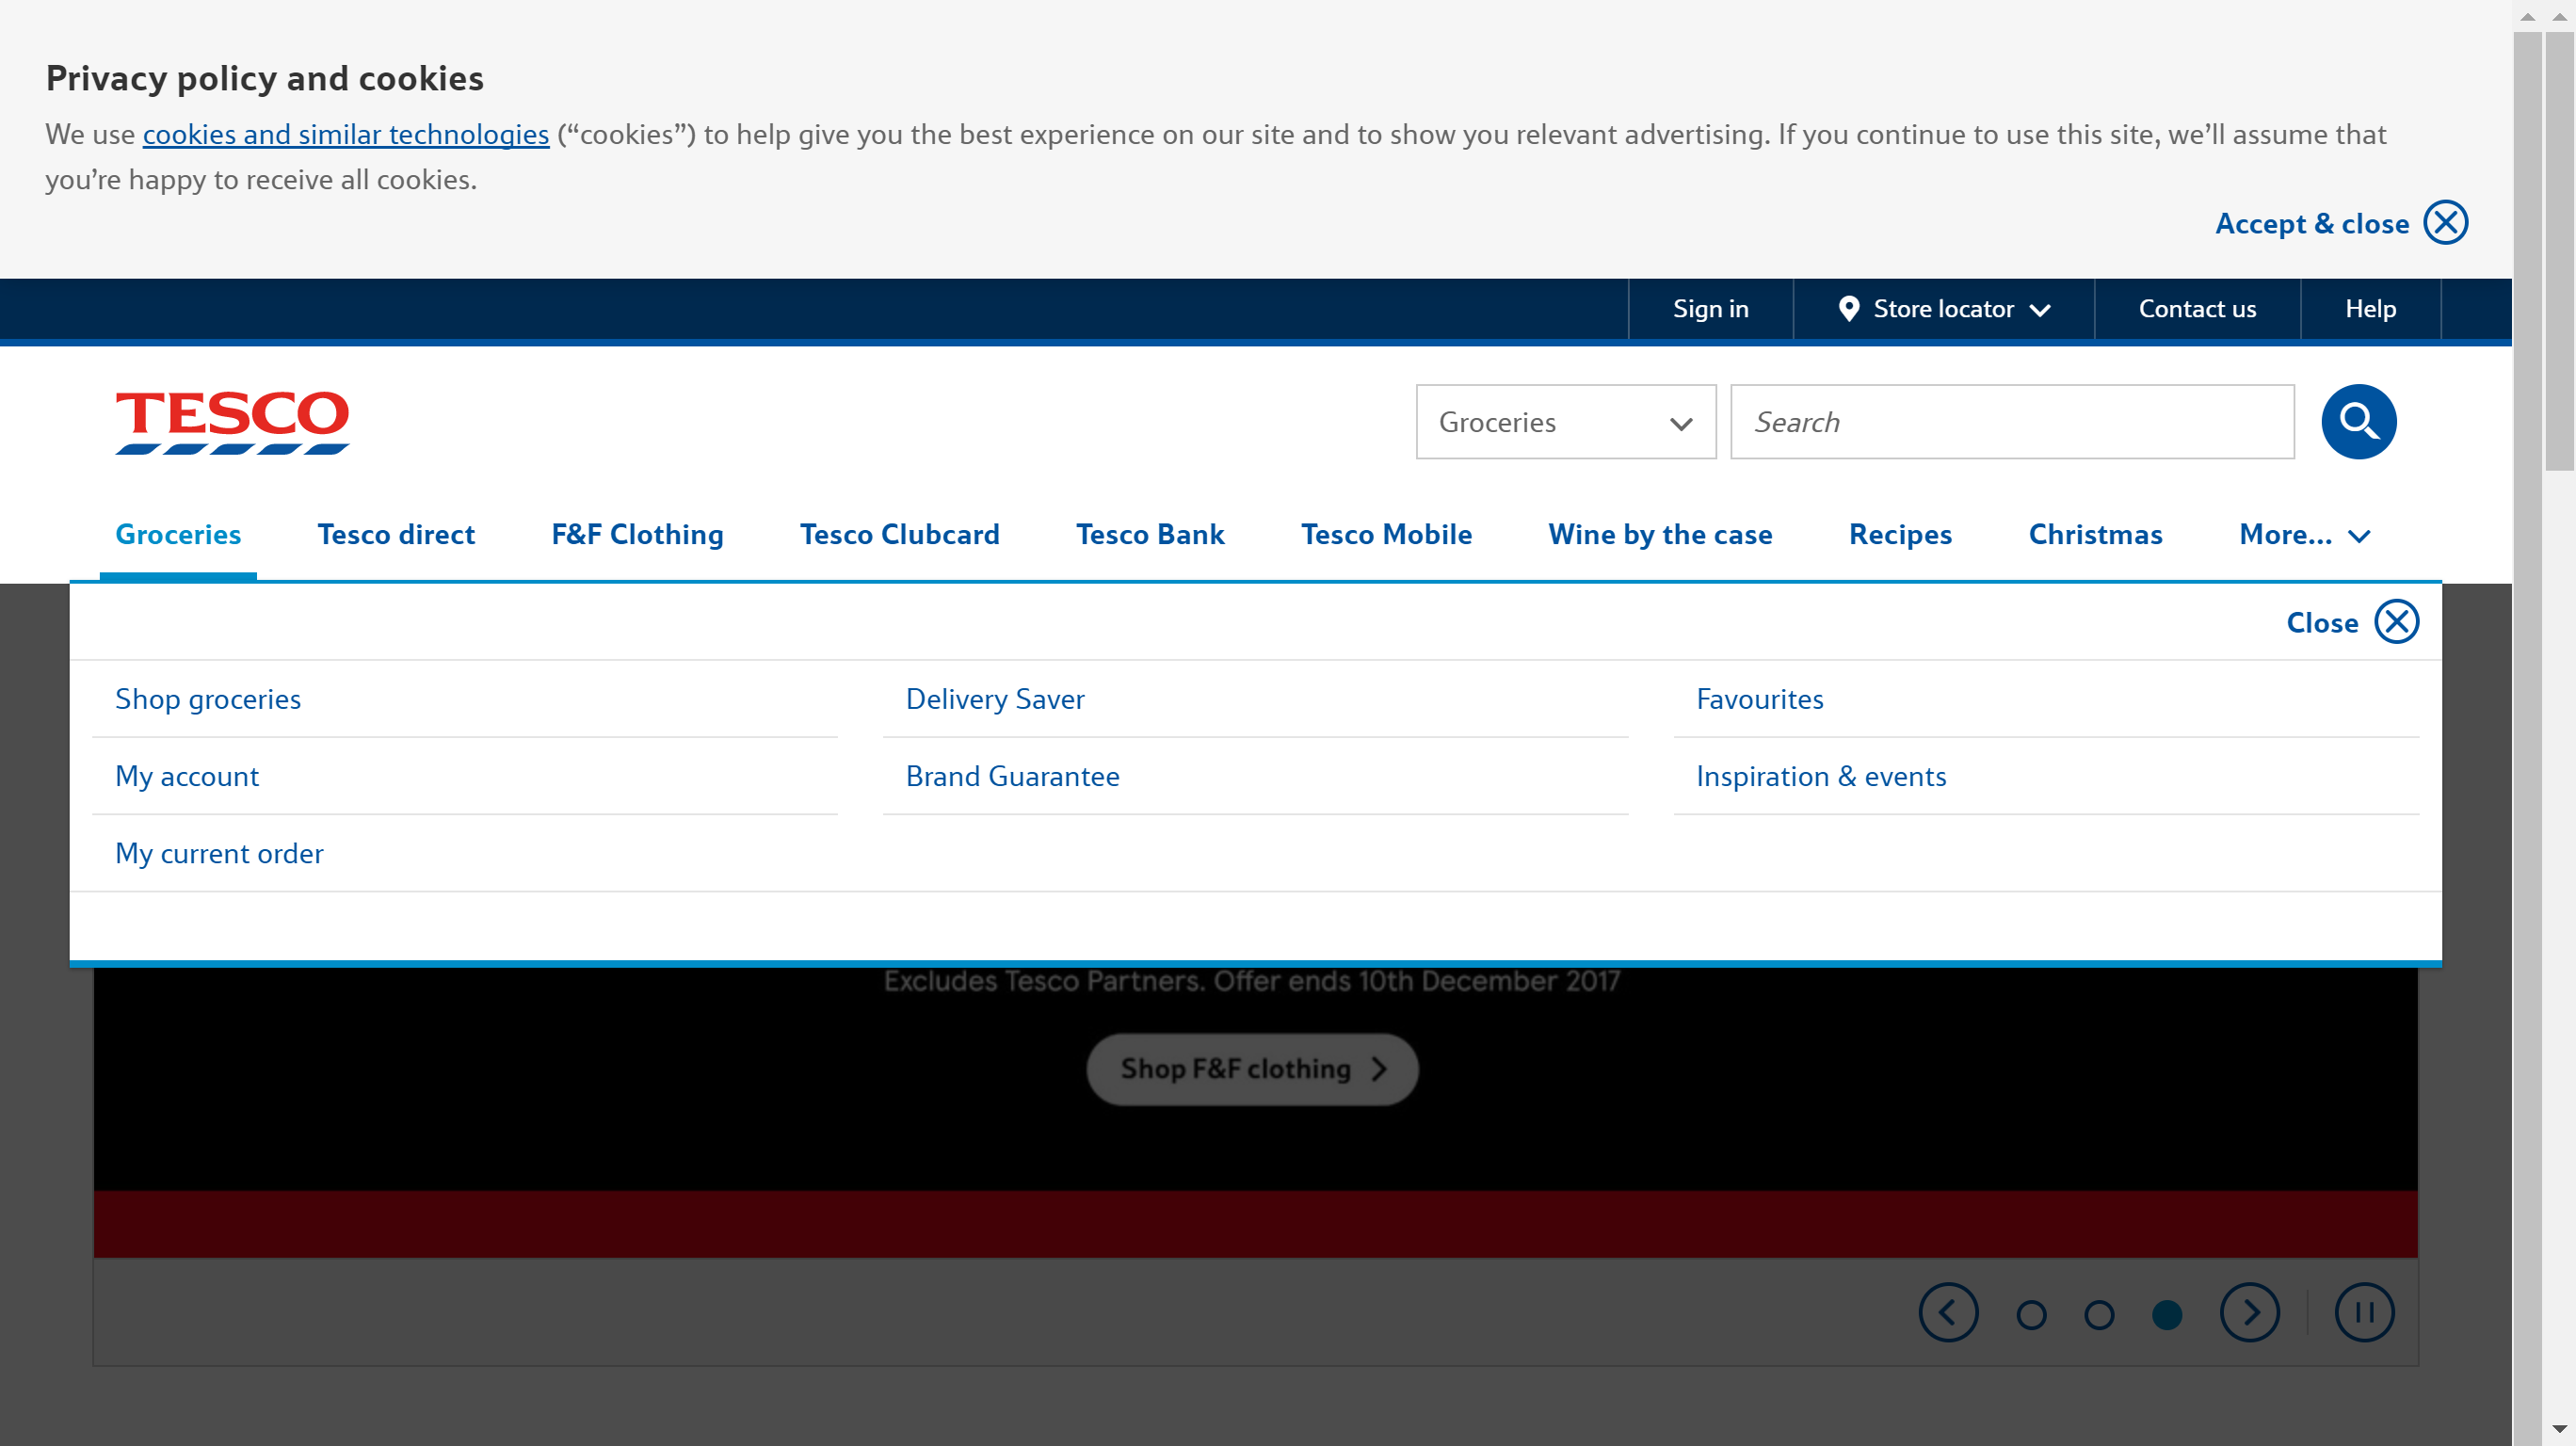 Privacy policy and cookies
We use cookies and similar technologies (“cookies”) to help give you the best experience on our site and to show you relevant advertising. If you continue to use this site, we’ll assume that
you’re happy to receive all cookies.
Accept & close
Sign in Store locator Contact us Help
TESCO
Groceries Search
Groceries Tesco direct F&F Clothing Tesco Clubcard Tesco Bank Tesco Mobile Wine by the case Recipes Christmas More...
Close
Shop groceries Delivery Saver Favourites
My account Brand Guarantee Inspiration & events
My current order
Excludes Tesco Partners. Offer ends 10th December 2017
Shop F&F clothing